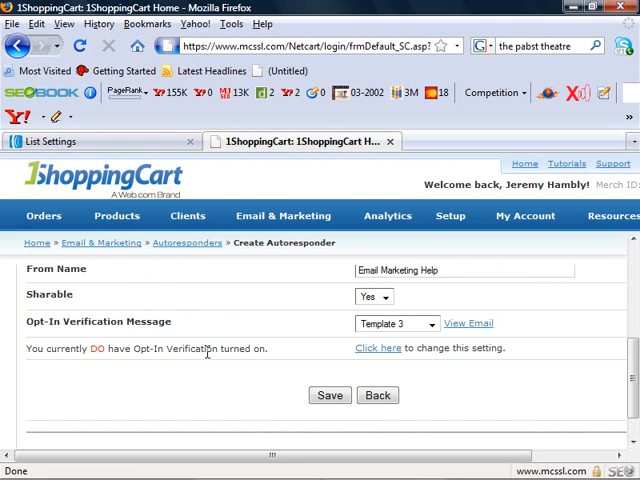 1ShoppingCart: 1ShoppingCart Home - Mozilla Firefox
File Edit View History Bookmarks Yahoo! Tools Help
https://www.mcssl.com/Netcart/login/frmDefault_SC.asp?
the pabst theatre
Most Visited Getting Started Latest Headlines (Untitled)
SEOBOOK PageRank 155K 0 13K 2 2 0 03-2002 3M 18 Competition
Y!
List Settings 1ShoppingCart: 1ShoppingCart H...
Home Tutorials Support
1ShoppingCart
A Web.com Brand
Welcome back, Jeremy Hambly! Merch ID:
Orders Products Clients Email & Marketing Analytics Setup My Account Resources
Home » Email & Marketing » Autoresponders » Create Autoresponder
From Name Email Marketing Help
Sharable Yes
Opt-In Verification Message Template 3 View Email
You currently DO have Opt-In Verification turned on. Click here to change this setting.
Save Back
Done www.mcssl.com SEO